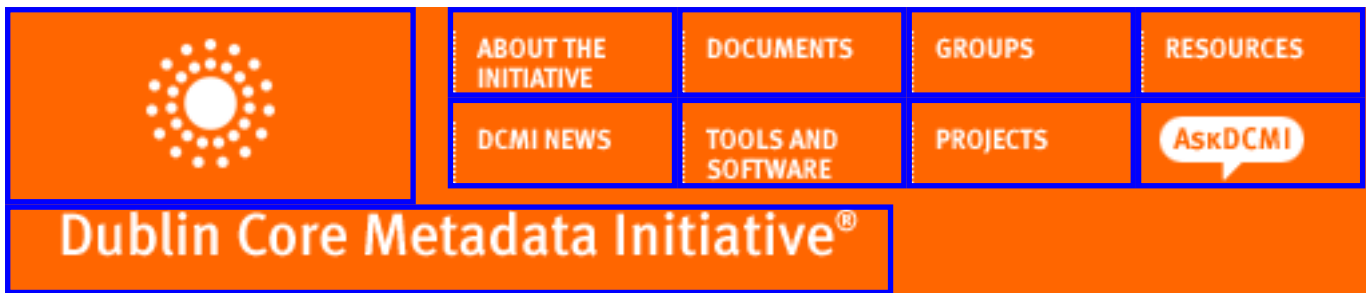 ABOUT THE
INITIATIVE
DOCUMENTS
GROUPS
RESOURCES
DCMI NEWS
TOOLS AND
SOFTWARE
PROJECTS
ASKDCMI
Dublin Core Metadata Initiative®